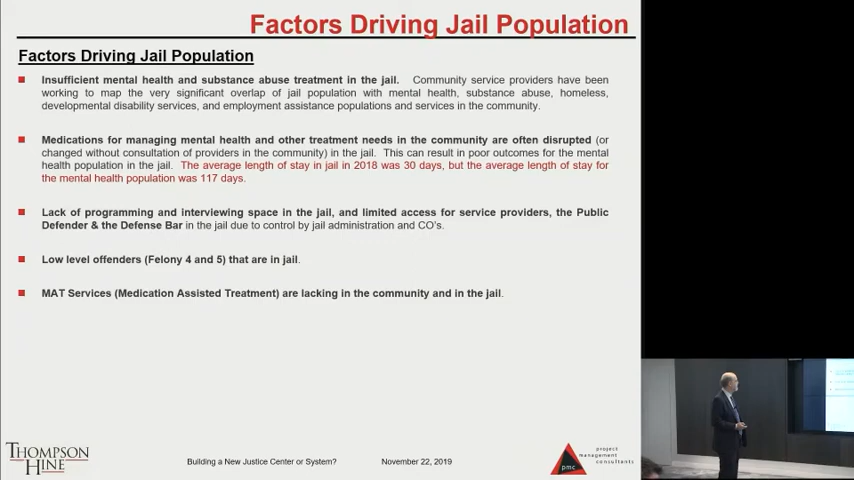 Factors Driving Jail Population
Factors Driving Jail Population
Insufficient mental health and substance abuse treatment in the jail. Community service providers have been
working to map the very significant overlap of jail population with mental health, substance abuse, homeless,
developmental disability services, and employment assistance populations and services in the community.
Medications for managing mental health and other treatment needs in the community are often disrupted (or
changed without consultation of providers in the community) in the jail. This can result in poor outcomes for the mental
health population in the jail. The average length of stay in jail in 2018 was 30 days, but the average length of stay for
the mental health population was 117 days.
Lack of programming and interviewing space in the jail, and limited access for service providers, the Public
Defender & the Defense Bar in the jail due to control by jail administration and CO's.
Low level offenders (Felony 4 and 5) that are in jail.
MAT Services (Medication Assisted Treatment) are lacking in the community and in the jail.
THOMPSON
HINE
Building a New Justice Center or System? November 22, 2019
pmc
project
management
consultants